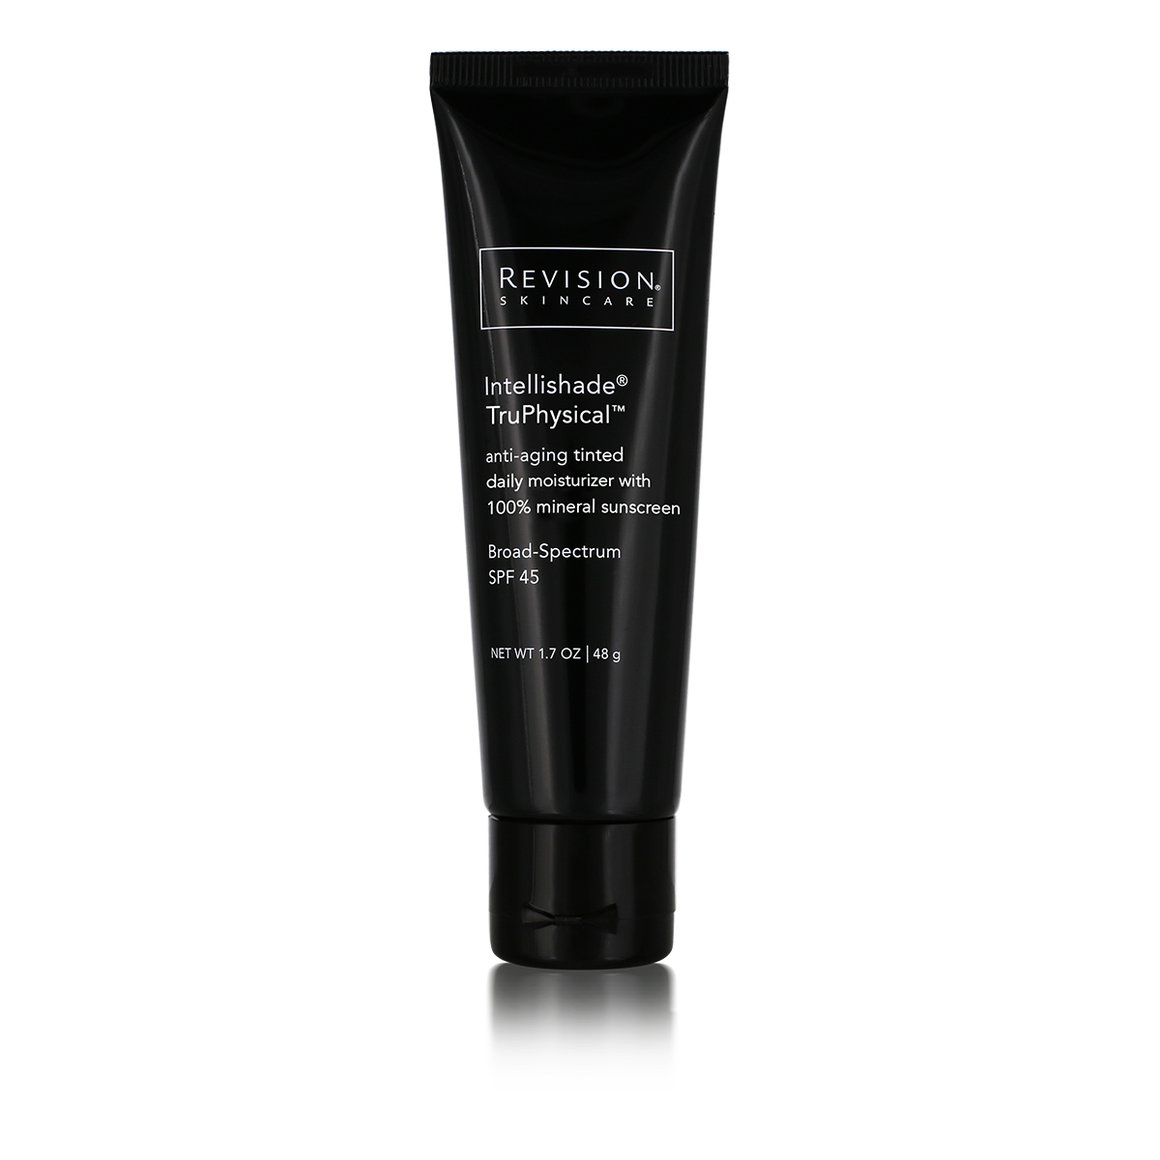 REVISION®
SKINCARE
Intellishade®
TruPhysical™
anti-aging tinted
daily moisturizer with
100% mineral sunscreen
Broad-Spectrum
SPF 45
NET WT 1.7 OZ | 48 g